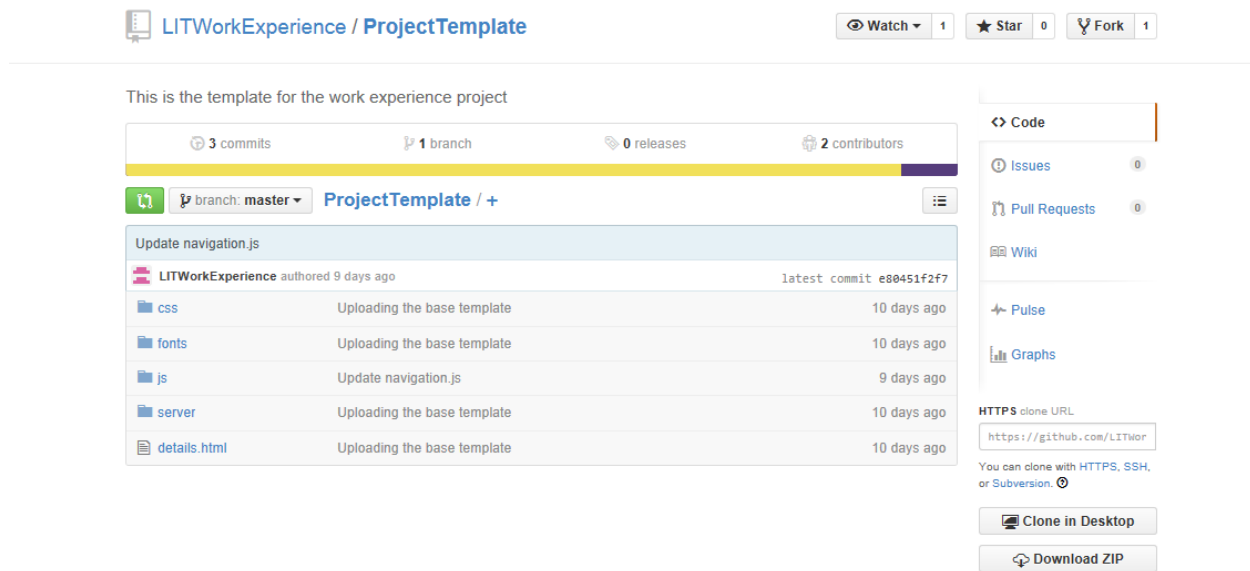 LITWorkExperience / ProjectTemplate
Watch 1 Star 0 Fork 1
This is the template for the work experience project
3 commits 1 branch 0 releases 2 contributors
branch: master ProjectTemplate / +
Update navigation.js
LITWorkExperience authored 9 days ago latest commit e80451f2f7
css Uploading the base template 10 days ago
fonts Uploading the base template 10 days ago
js Update navigation.js 9 days ago
server Uploading the base template 10 days ago
details.html Uploading the base template 10 days ago
Code
Issues 0
Pull Requests 0
Wiki
Pulse
Graphs
HTTPS clone URL
https://github.com/LITWor
You can clone with HTTPS, SSH,
or Subversion.
Clone in Desktop
Download ZIP